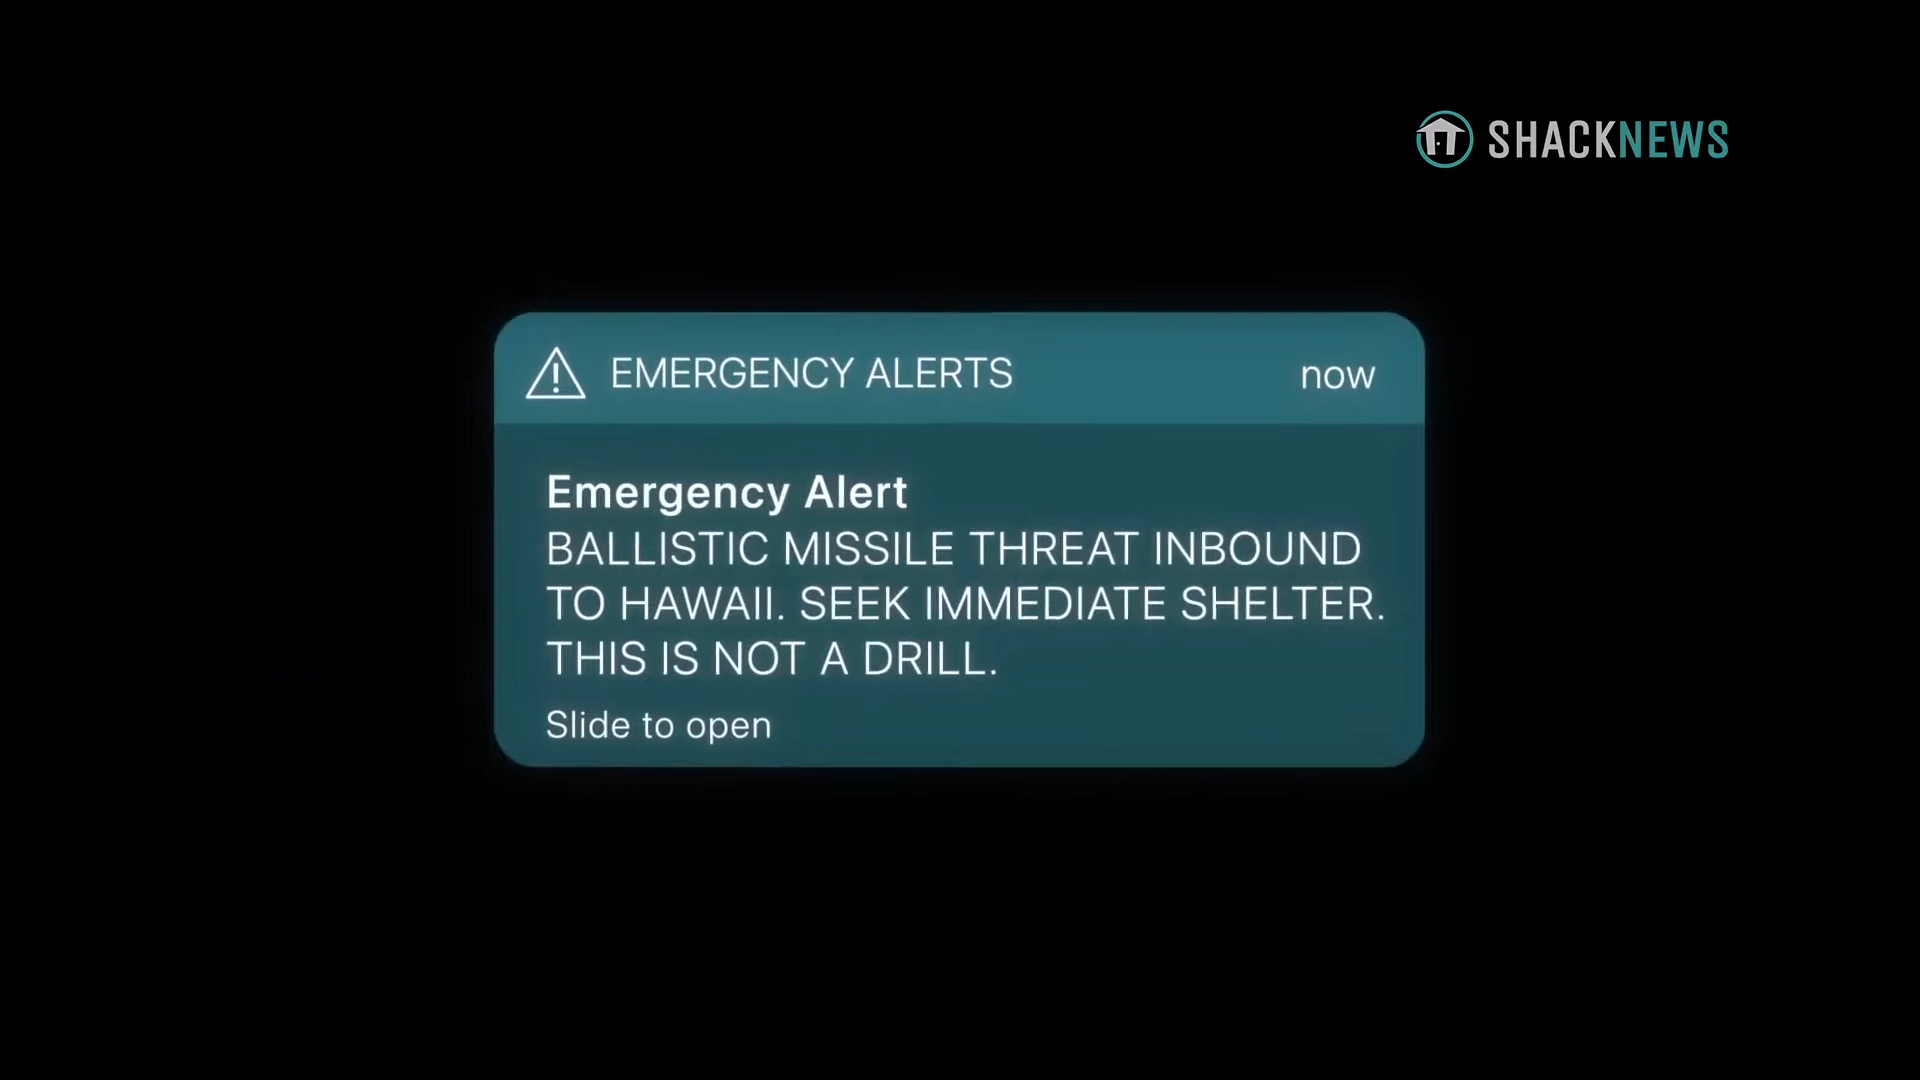 SHACKNEWS
EMERGENCY ALERTS now
Emergency Alert
BALLISTIC MISSILE THREAT INBOUND
TO HAWAII. SEEK IMMEDIATE SHELTER.
THIS IS NOT A DRILL.
Slide to open